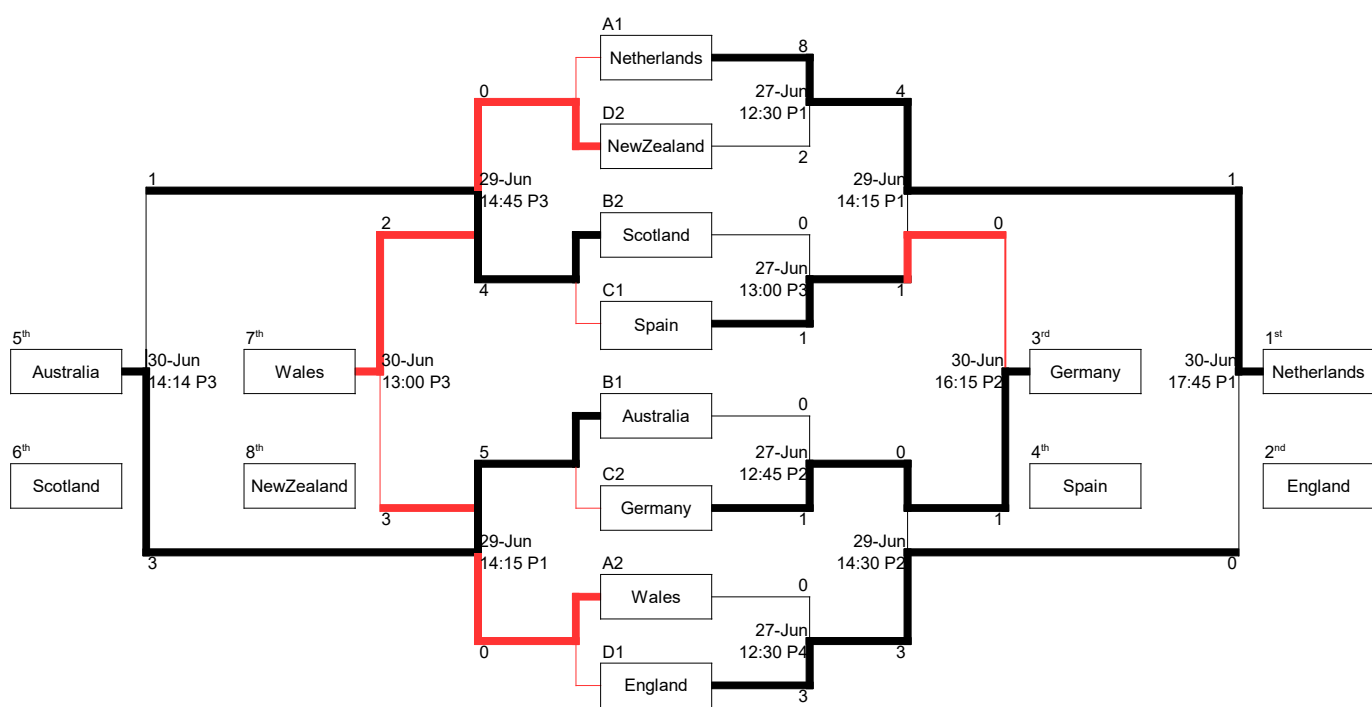 A1
Netherlands
8
27-Jun
12:30 P1
0
4
D2
NewZealand
2
1
29-Jun
14:45 P3
29-Jun
14:15 P1
1
B2
Scotland
0
2
0
27-Jun
13:00 P3
4
1
C1
Spain
1
5th
Australia
30-Jun
14:14 P3
7th
Wales
30-Jun
13:00 P3
30-Jun
16:15 P2
3rd
Germany
30-Jun
17:45 P1
1st
Netherlands
B1
Australia
0
27-Jun
12:45 P2
5
0
6th
Scotland
8th
NewZealand
C2
Germany
4th
Spain
2nd
England
3
1
1
29-Jun
14:15 P1
29-Jun
14:30 P2
3
0
A2
Wales
0
27-Jun
12:30 P4
0
3
D1
England
3